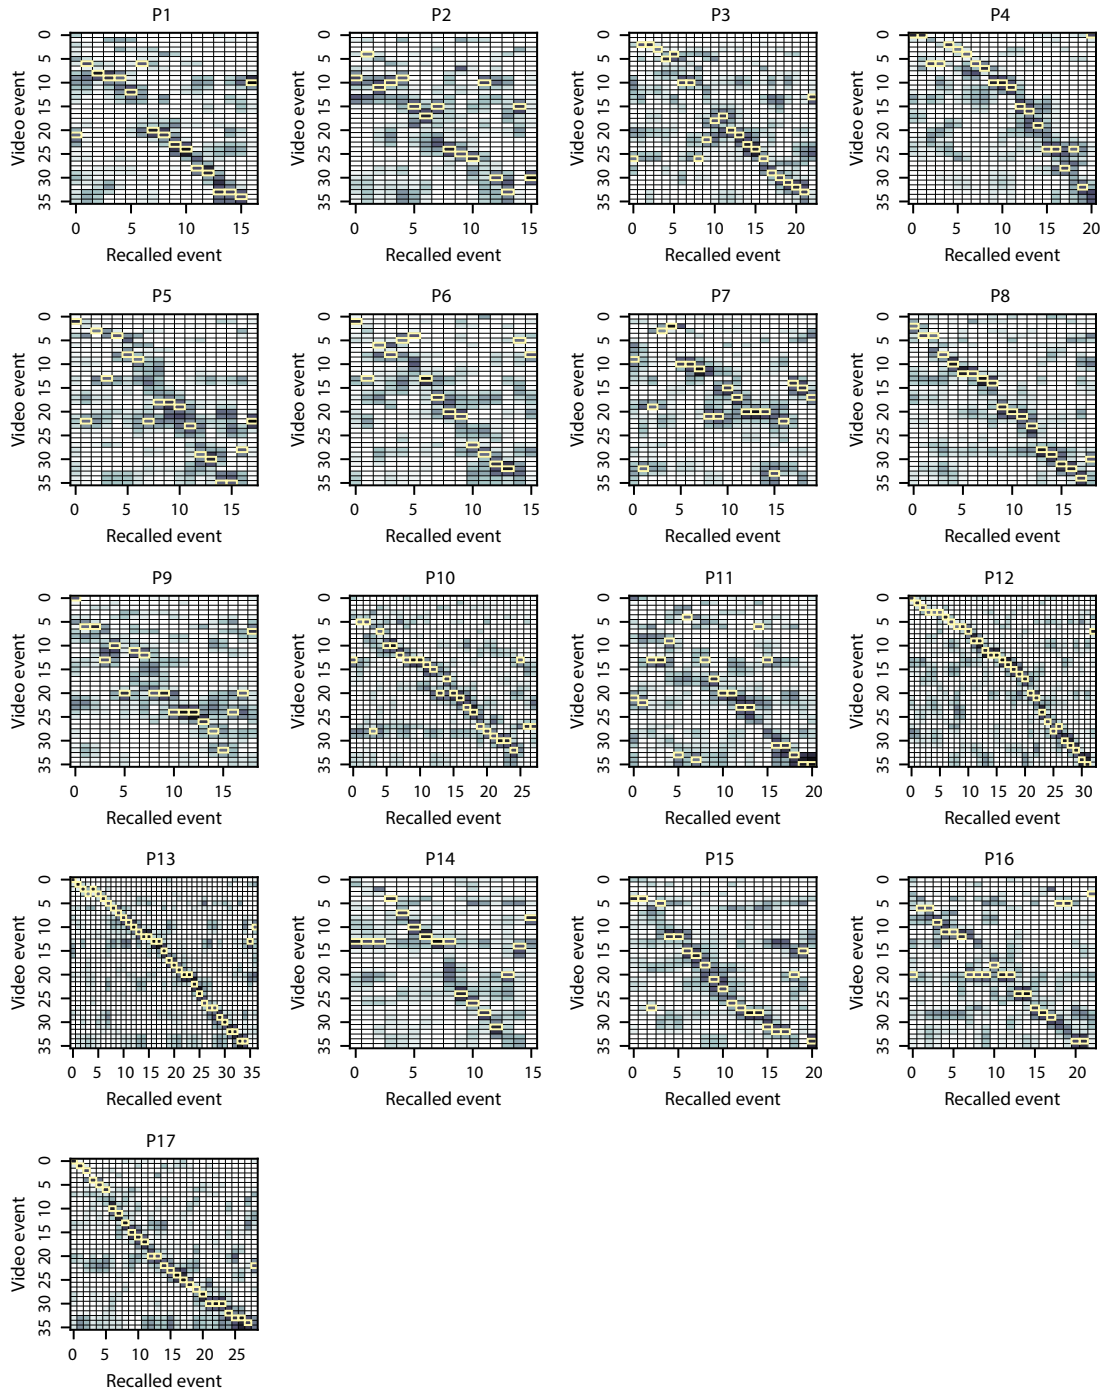 P1 P2 P3 P4
0 5 10 15 20 25 30 35 Video event
0 5 10 15 20 25 30 35 Video event
0 5 10 15 20 25 30 35 Video event
0 5 10 15 20 25 30 35 Video event
0 5 10 15 0 5 10 15 0 5 10 15 20 0 5 10 15 20
Recalled event Recalled event Recalled event Recalled event
P5 P6 P7 P8
0 5 10 15 20 25 30 35 Video event
0 5 10 15 20 25 30 35 Video event
0 5 10 15 20 25 30 35 Video event
0 5 10 15 20 25 30 35 Video event
0 5 10 15 0 5 10 15 0 5 10 15 0 5 10 15
Recalled event Recalled event Recalled event Recalled event
P9 P10 P11 P12
0 5 10 15 20 25 30 35 Video event
0 5 10 15 20 25 30 35 Video event
0 5 10 15 20 25 30 35 Video event
0 5 10 15 20 25 30 35 Video event
0 5 10 15 0 5 10 15 20 25 0 5 10 15 20 0 5 10 15 20 25 30
Recalled event Recalled event Recalled event Recalled event
P13 P14 P15 P16
0 5 10 15 20 25 30 35 Video event
0 5 10 15 20 25 30 35 Video event
0 5 10 15 20 25 30 35 Video event
0 5 10 15 20 25 30 35 Video event
0 5 10 15 20 25 30 35 0 5 10 15 0 5 10 15 20 0 5 10 15 20
Recalled event Recalled event Recalled event Recalled event
P17
0 5 10 15 20 25 30 35 Video event
0 5 10 15 20 25
Recalled event